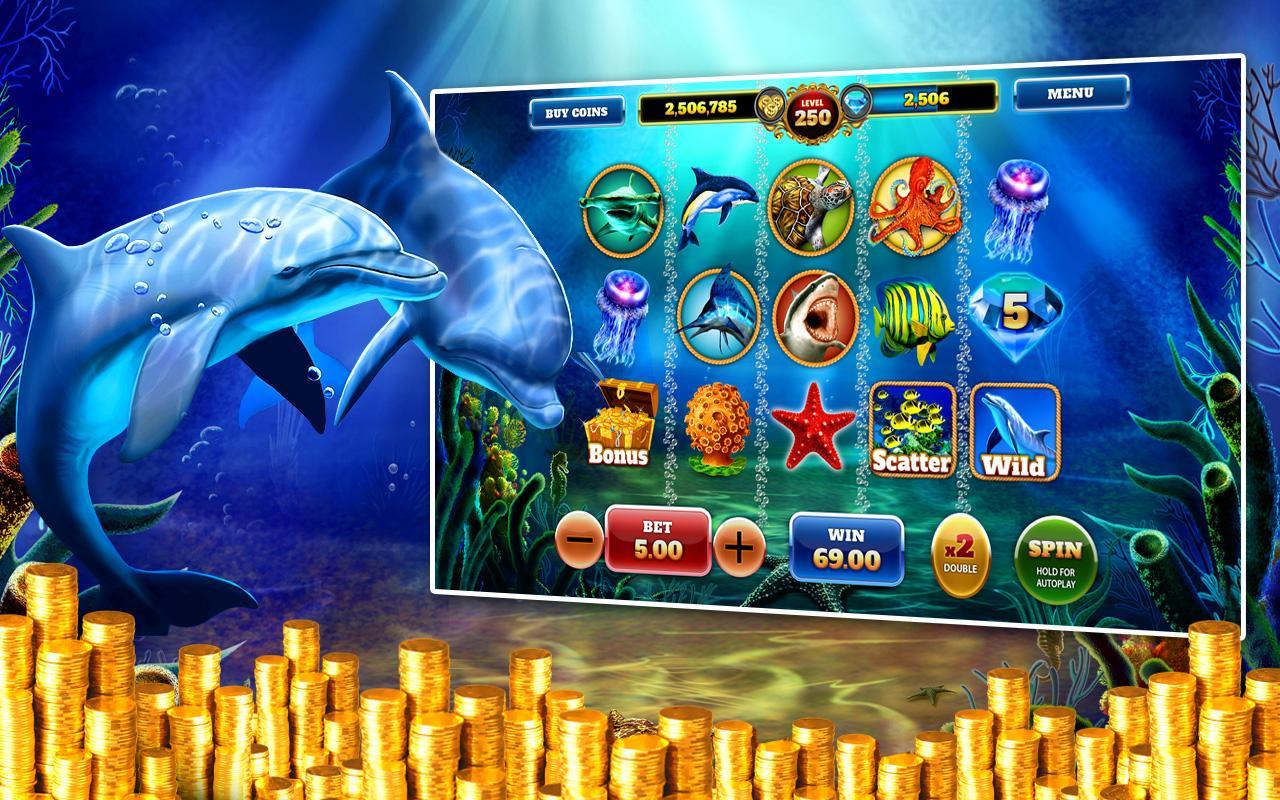 BUY COINS
2,506,785
LEVEL
250
2,506
MENU
5
Bonus
Scatter
Wild
BET
5.00
WIN
69.00
x2
DOUBLE
SPIN
HOLD FOR
AUTOPLAY